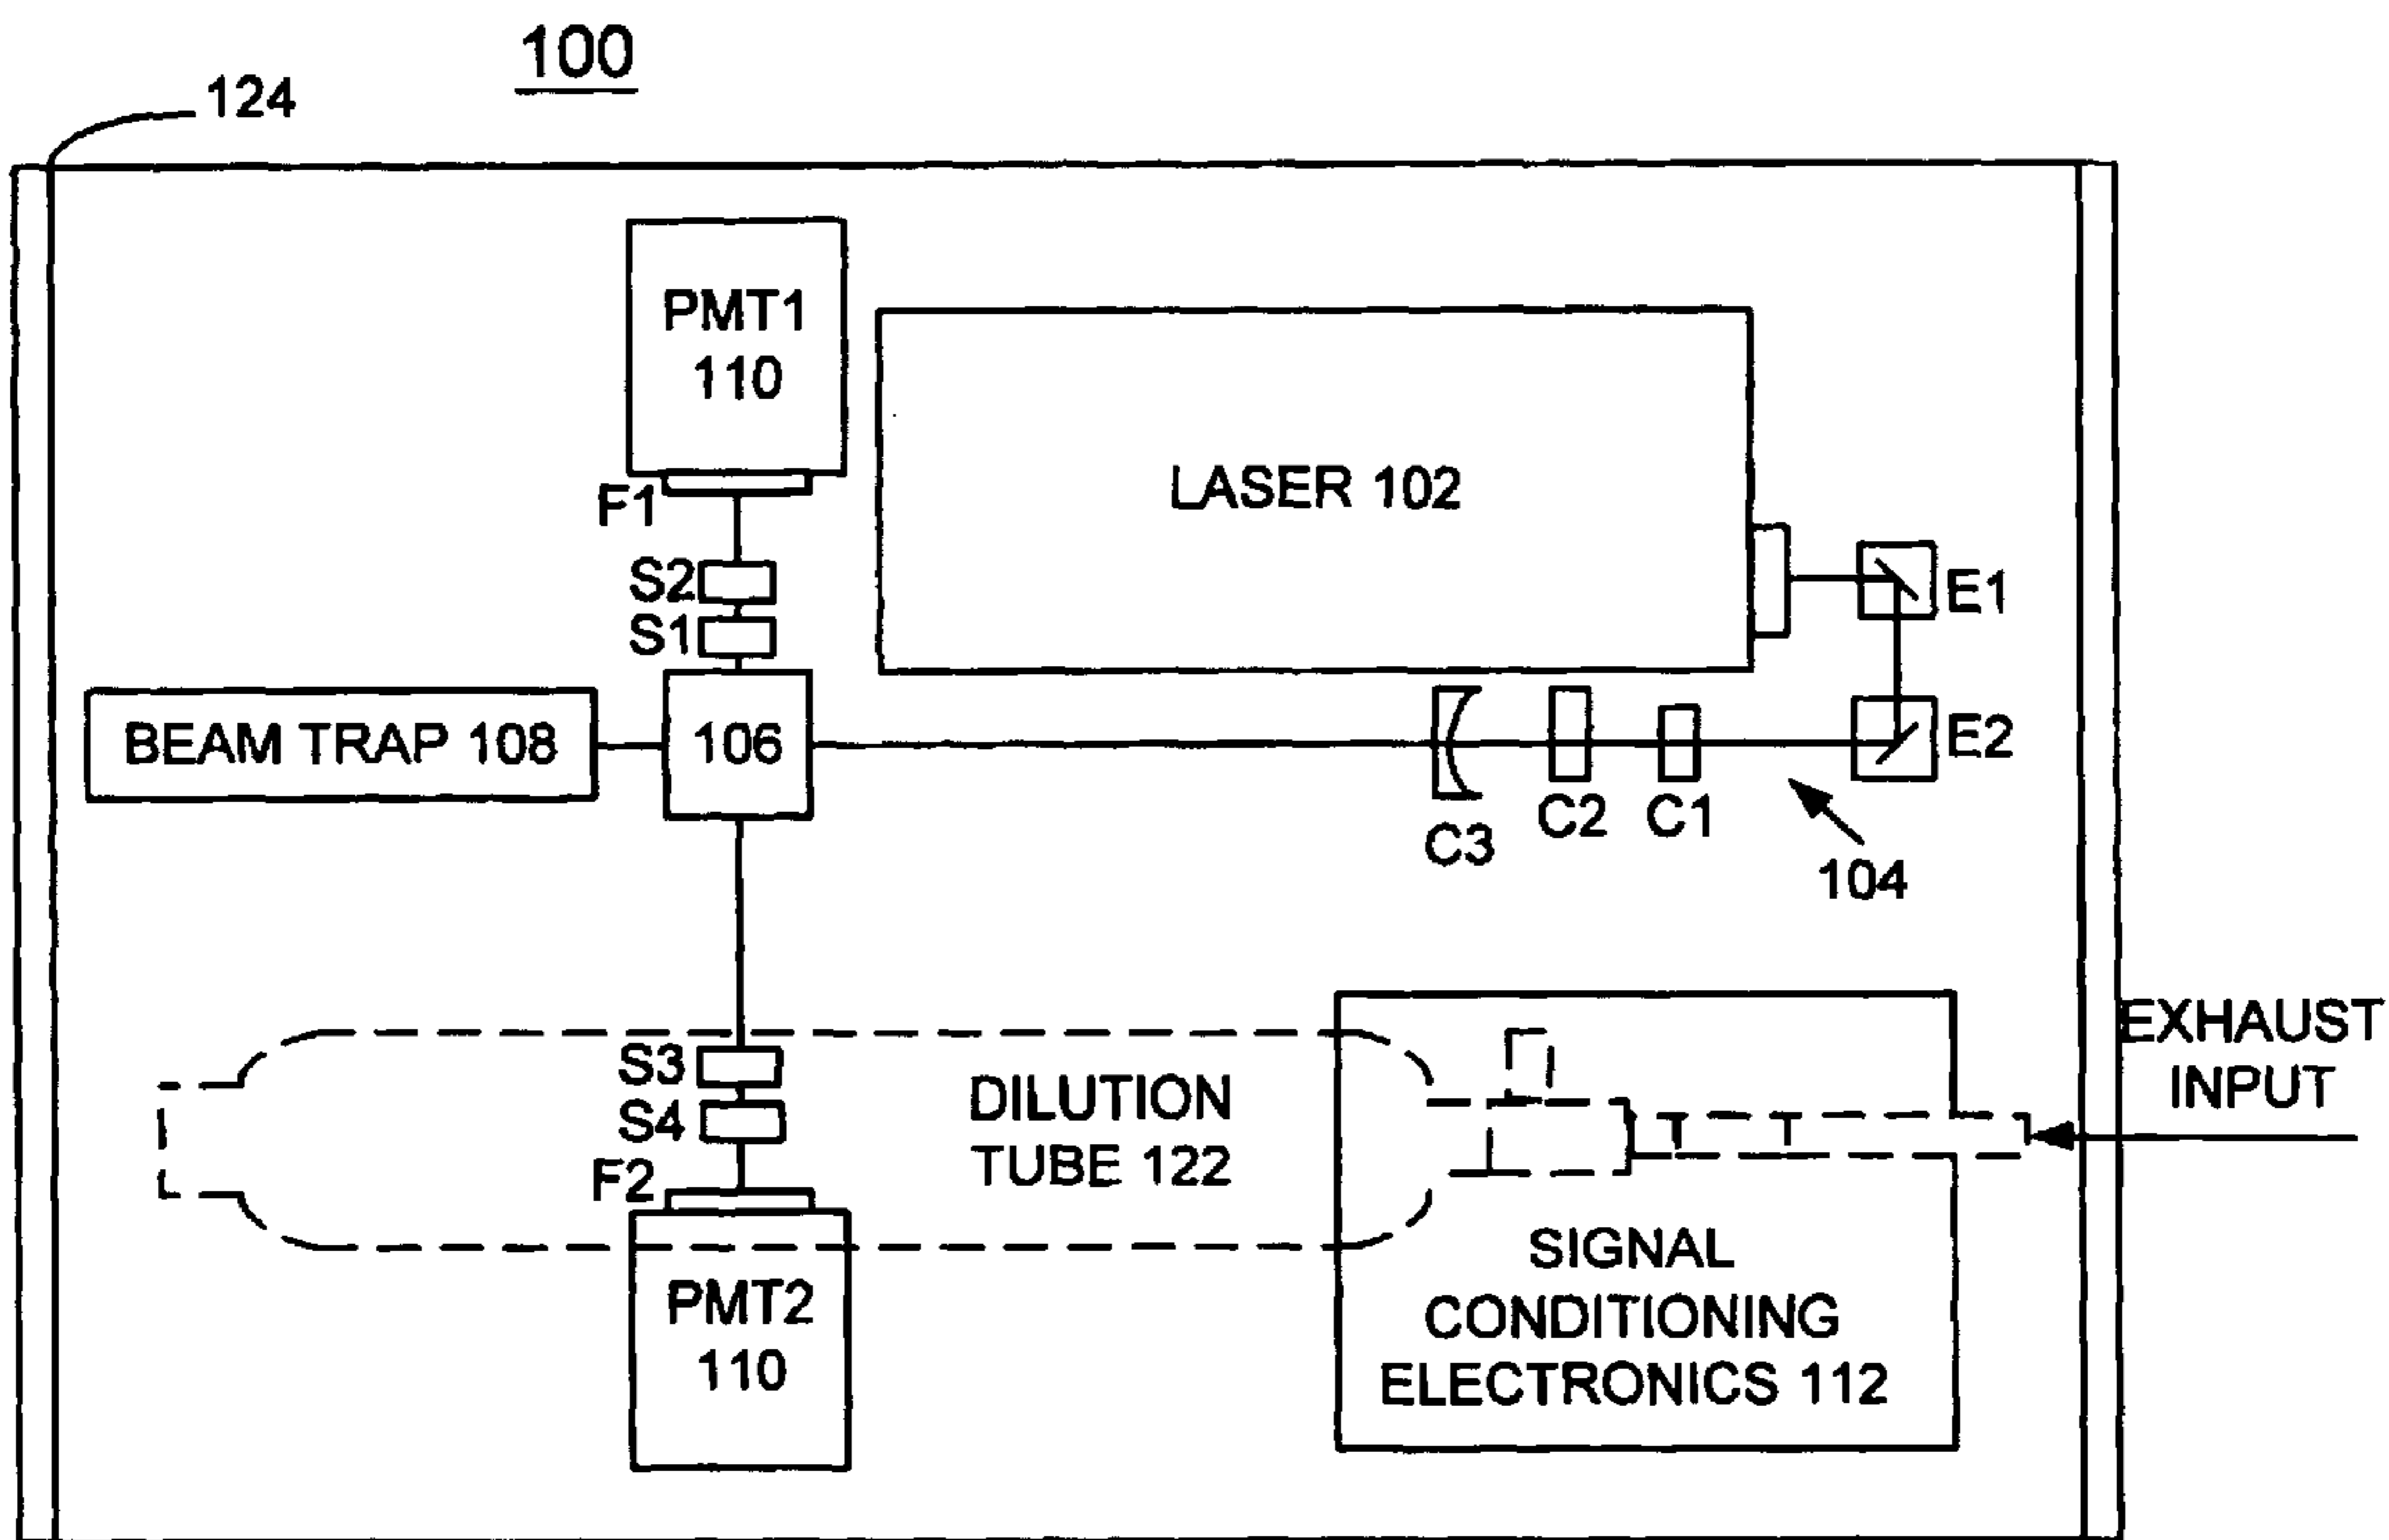 100
124
PMT1
110
F1
LASER 102
S2
S1
E1
BEAM TRAP 108
106
E2
C3
C2
C1
104
EXHAUST
INPUT
S3
S4
DILUTION
TUBE 122
F2
PMT2
110
SIGNAL
CONDITIONING
ELECTRONICS 112